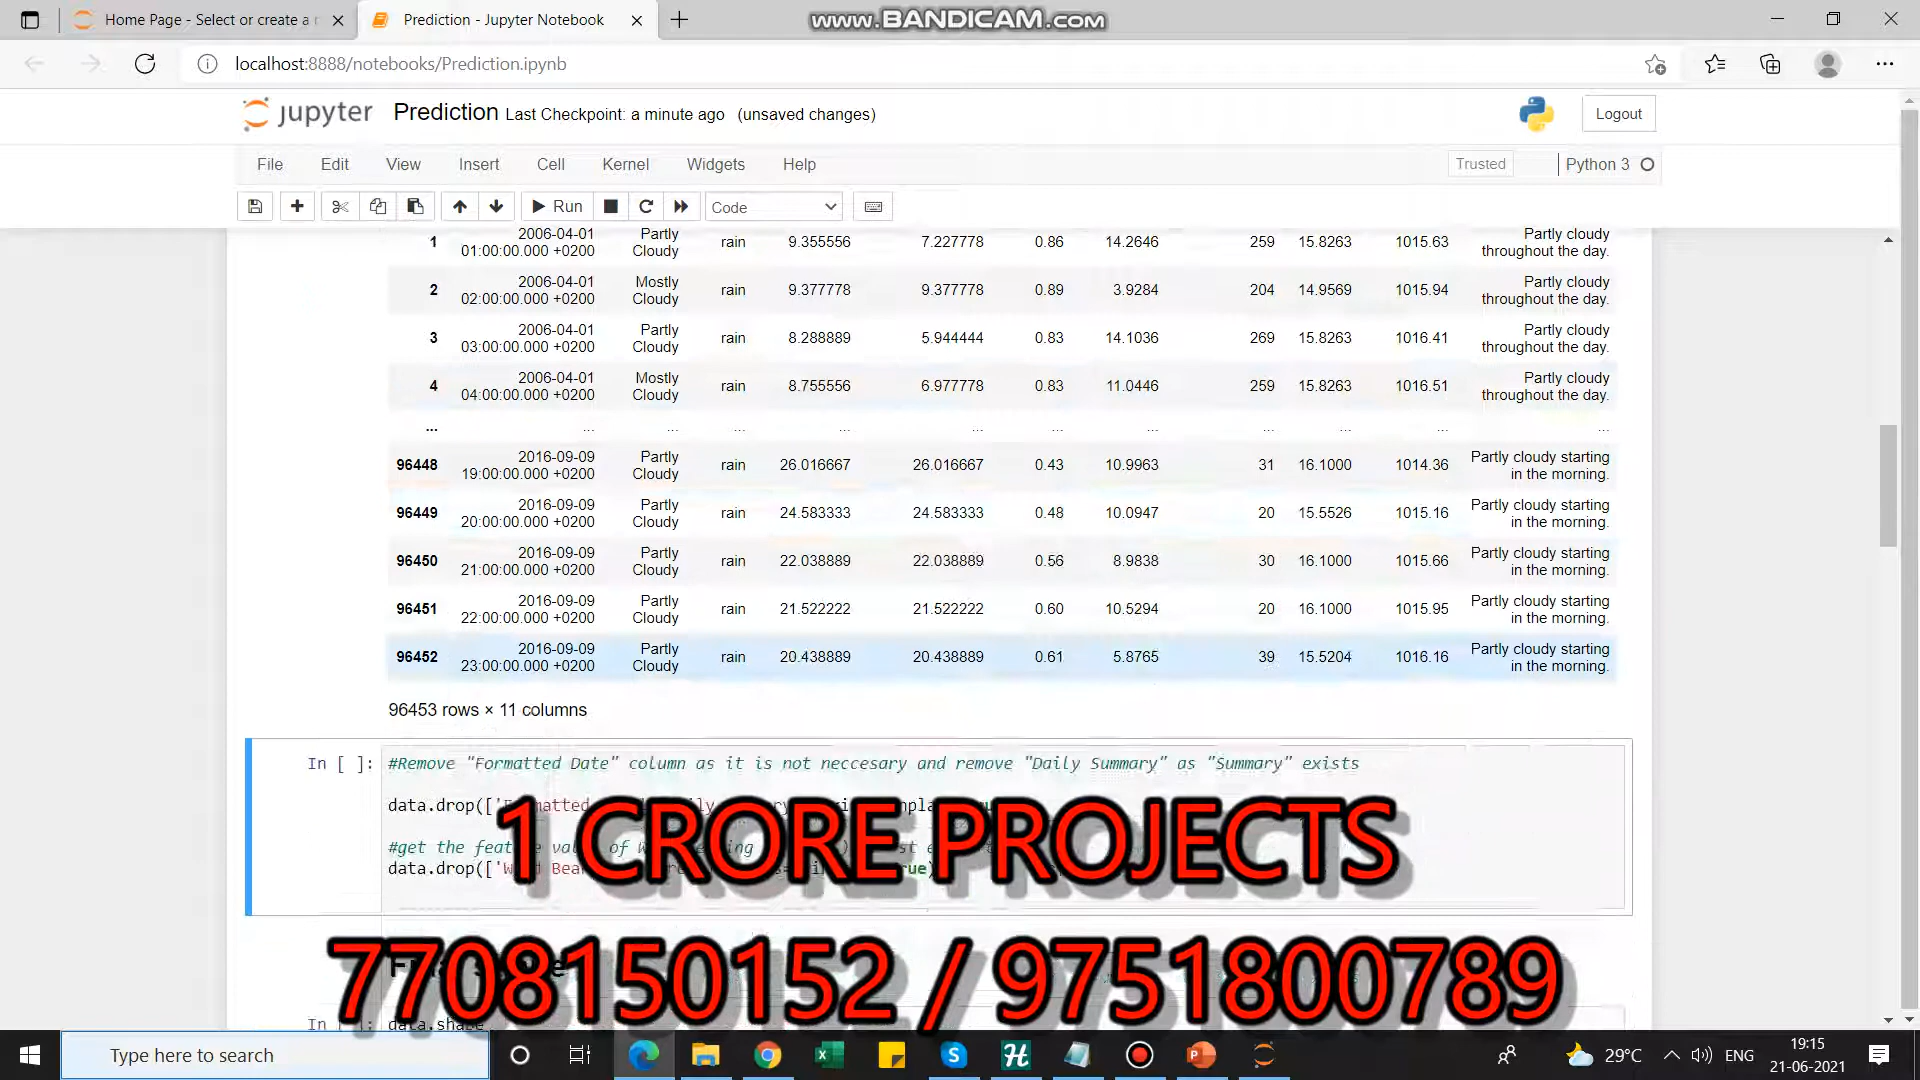 Home Page - Select or create a n
Prediction - Jupyter Notebook
www.BANDICAM.com
localhost:8888/notebooks/Prediction.ipynb
jupyter Prediction Last Checkpoint: a minute ago (unsaved changes)
Logout
File Edit View Insert Cell Kernel Widgets Help
Trusted Python 3
Run Code
1 2006-04-01 01:00:00.000 +0200 Partly Cloudy rain 9.355556 7.227778 0.86 14.2646 259 15.8263 1015.63 Partly cloudy throughout the day.
2 2006-04-01 02:00:00.000 +0200 Mostly Cloudy rain 9.377778 9.377778 0.89 3.9284 204 14.9569 1015.94 Partly cloudy throughout the day.
3 2006-04-01 03:00:00.000 +0200 Partly Cloudy rain 8.288889 5.944444 0.83 14.1036 269 15.8263 1016.41 Partly cloudy throughout the day.
4 2006-04-01 04:00:00.000 +0200 Mostly Cloudy rain 8.755556 6.977778 0.83 11.0446 259 15.8263 1016.51 Partly cloudy throughout the day.
... ... ... ... ... ... ... ... ... ... ... ...
96448 2016-09-09 19:00:00.000 +0200 Partly Cloudy rain 26.016667 26.016667 0.43 10.9963 31 16.1000 1014.36 Partly cloudy starting in the morning.
96449 2016-09-09 20:00:00.000 +0200 Partly Cloudy rain 24.583333 24.583333 0.48 10.0947 20 15.5526 1015.16 Partly cloudy starting in the morning.
96450 2016-09-09 21:00:00.000 +0200 Partly Cloudy rain 22.038889 22.038889 0.56 8.9838 30 16.1000 1015.66 Partly cloudy starting in the morning.
96451 2016-09-09 22:00:00.000 +0200 Partly Cloudy rain 21.522222 21.522222 0.60 10.5294 20 16.1000 1015.95 Partly cloudy starting in the morning.
96452 2016-09-09 23:00:00.000 +0200 Partly Cloudy rain 20.438889 20.438889 0.61 5.8765 39 15.5204 1016.16 Partly cloudy starting in the morning.
96453 rows × 11 columns
In [ ]: #Remove "Formatted Date" column as it is not neccesary and remove "Daily Summary" as "Summary" exists
data.drop(['
#get the feature of
data.drop(['
1 CRORE PROJECTS
7708150152 / 9751800789
In [ ]: data.shape
Type here to search
29°C
ENG
19:15
21-06-2021